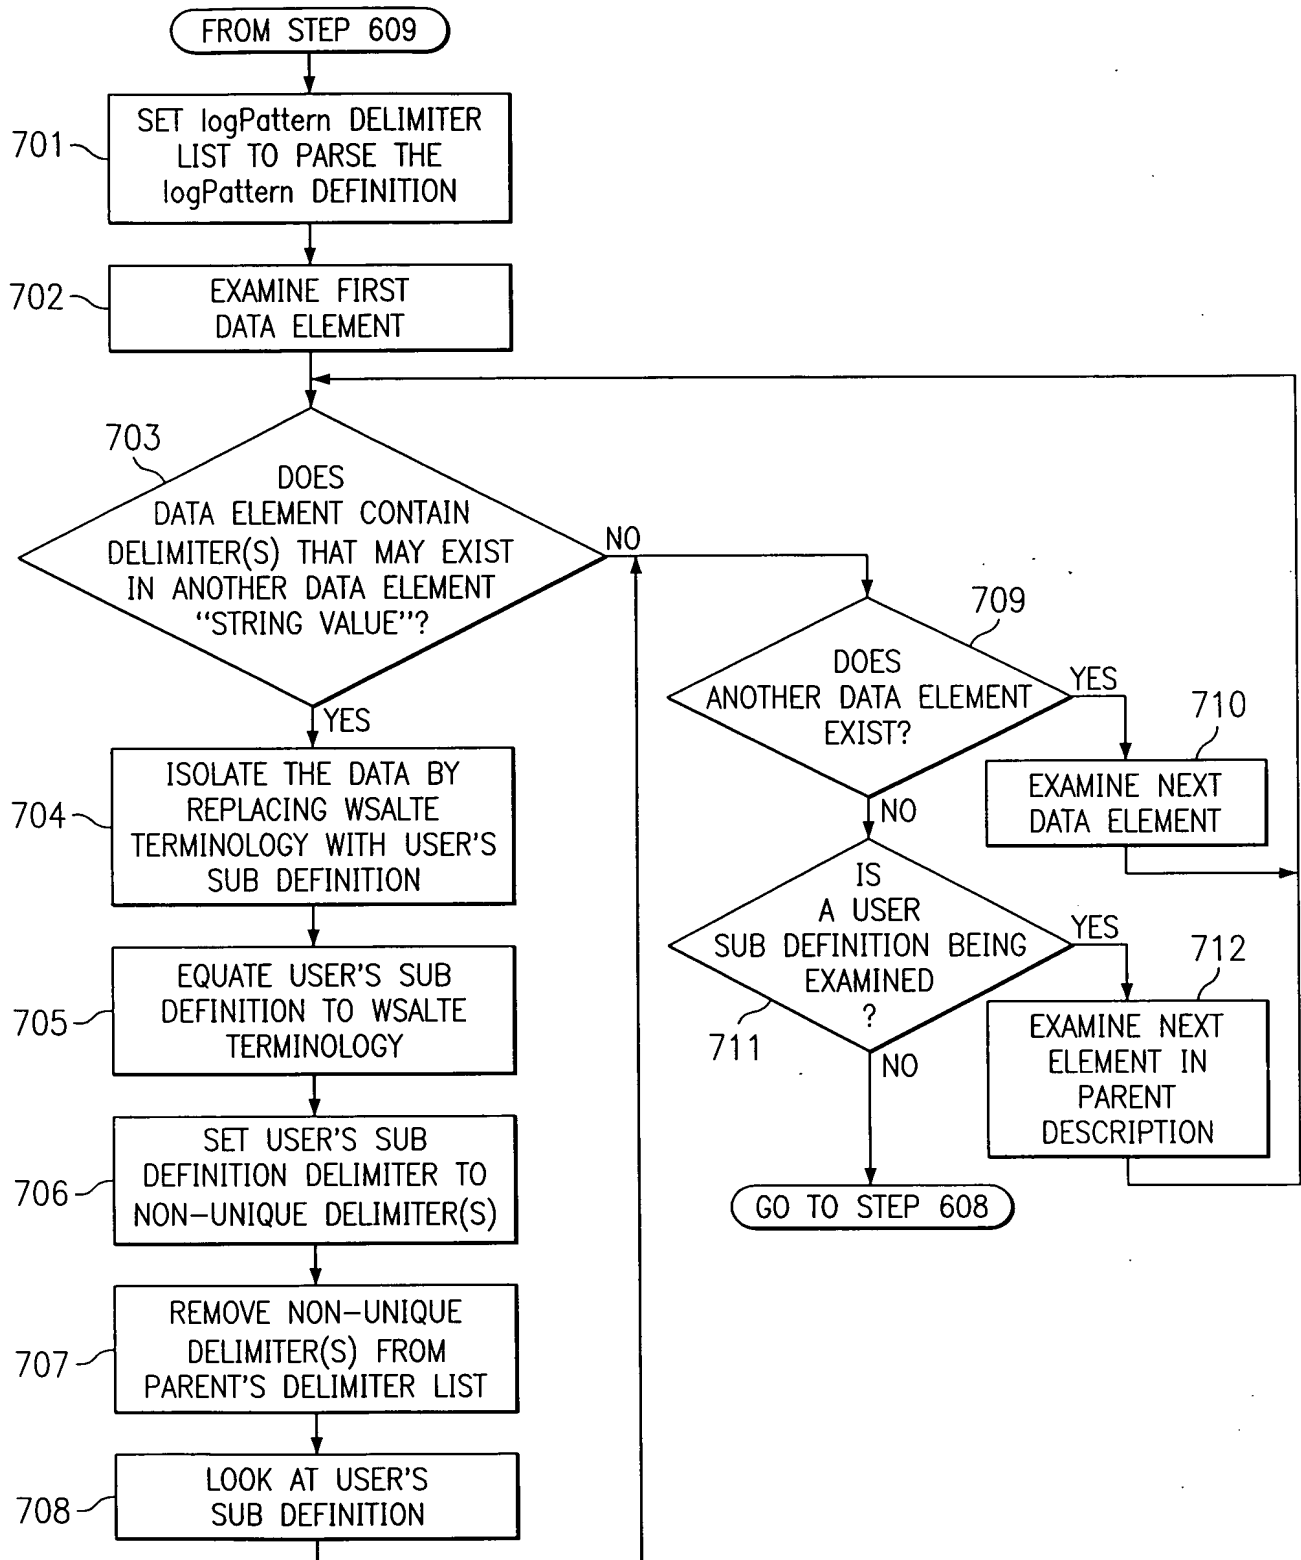 FROM STEP 609
701
SET logPattern DELIMITER
LIST TO PARSE THE
logPattern DEFINITION
702
EXAMINE FIRST
DATA ELEMENT
703
DOES
DATA ELEMENT CONTAIN
DELIMITER(S) THAT MAY EXIST
IN ANOTHER DATA ELEMENT
“STRING VALUE”?
NO
YES
704
ISOLATE THE DATA BY
REPLACING WSALTE
TERMINOLOGY WITH USER'S
SUB DEFINITION
705
EQUATE USER'S SUB
DEFINITION TO WSALTE
TERMINOLOGY
706
SET USER'S SUB
DEFINITION DELIMITER TO
NON-UNIQUE DELIMITER(S)
707
REMOVE NON-UNIQUE
DELIMITER(S) FROM
PARENT'S DELIMITER LIST
708
LOOK AT USER'S
SUB DEFINITION
709
DOES
ANOTHER DATA ELEMENT
EXIST?
YES
NO
710
EXAMINE NEXT
DATA ELEMENT
711
IS
A USER
SUB DEFINITION BEING
EXAMINED
?
YES
NO
712
EXAMINE NEXT
ELEMENT IN
PARENT
DESCRIPTION
GO TO STEP 608